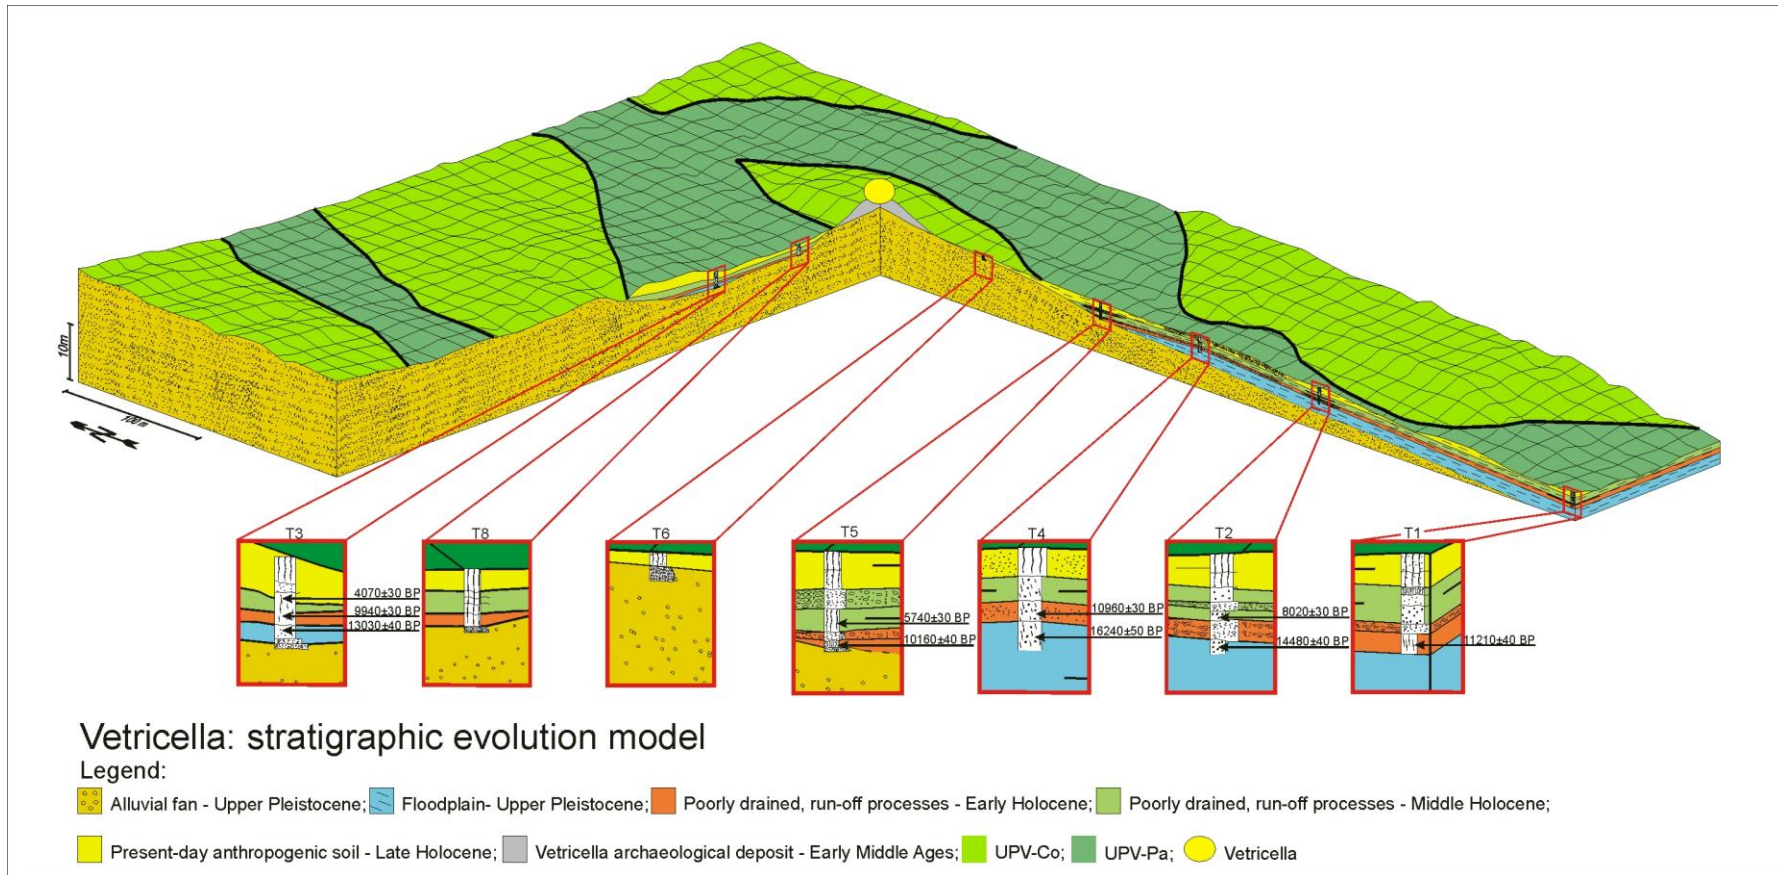 10m
100m
N
T3
T8
T6
T5
T4
T2
T1
4070±30 BP
9940±30 BP
13030±40 BP
5740±30 BP
10160±40 BP
10960±30 BP
16240±50 BP
8020±30 BP
14480±40 BP
11210±40 BP
Vetricella: stratigraphic evolution model
Legend:
Alluvial fan - Upper Pleistocene; Floodplain- Upper Pleistocene; Poorly drained, run-off processes - Early Holocene; Poorly drained, run-off processes - Middle Holocene;
Present-day anthropogenic soil - Late Holocene; Vetricella archaeological deposit - Early Middle Ages; UPV-Co; UPV-Pa; Vetricella